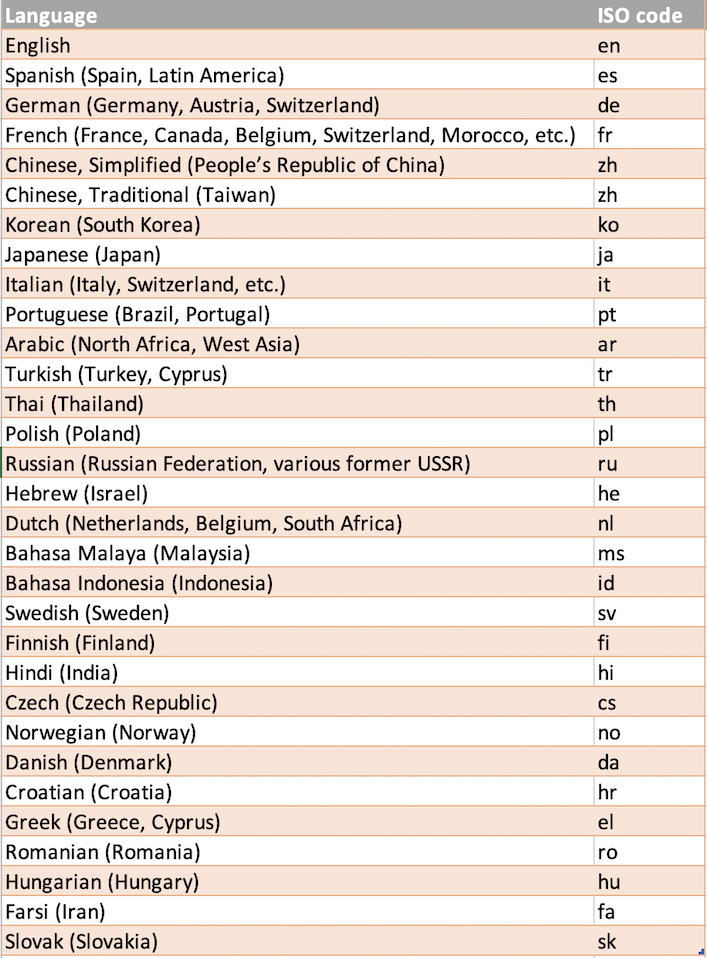 Language ISO code
English en
Spanish (Spain, Latin America) es
German (Germany, Austria, Switzerland) de
French (France, Canada, Belgium, Switzerland, Morocco, etc.) fr
Chinese, Simplified (People’s Republic of China) zh
Chinese, Traditional (Taiwan) zh
Korean (South Korea) ko
Japanese (Japan) ja
Italian (Italy, Switzerland, etc.) it
Portuguese (Brazil, Portugal) pt
Arabic (North Africa, West Asia) ar
Turkish (Turkey, Cyprus) tr
Thai (Thailand) th
Polish (Poland) pl
Russian (Russian Federation, various former USSR) ru
Hebrew (Israel) he
Dutch (Netherlands, Belgium, South Africa) nl
Bahasa Malaya (Malaysia) ms
Bahasa Indonesia (Indonesia) id
Swedish (Sweden) sv
Finnish (Finland) fi
Hindi (India) hi
Czech (Czech Republic) cs
Norwegian (Norway) no
Danish (Denmark) da
Croatian (Croatia) hr
Greek (Greece, Cyprus) el
Romanian (Romania) ro
Hungarian (Hungary) hu
Farsi (Iran) fa
Slovak (Slovakia) sk